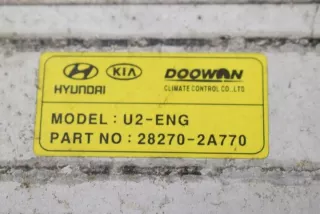 KIA DOOWON
HYUNDAI CLIMATE CONTROL CO.,LTD
MODEL : U2-ENG
PART NO : 28270-2A770